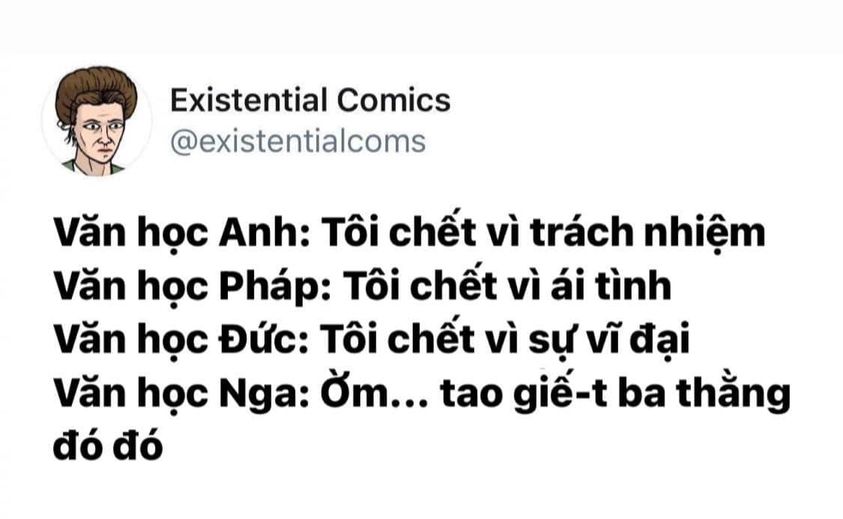 Existential Comics
@existentialcoms
Văn học Anh: Tôi chết vì trách nhiệm
Văn học Pháp: Tôi chết vì ái tình
Văn học Đức: Tôi chết vì sự vĩ đại
Văn học Nga: Ờm... tao giế-t ba thằng
đó đó